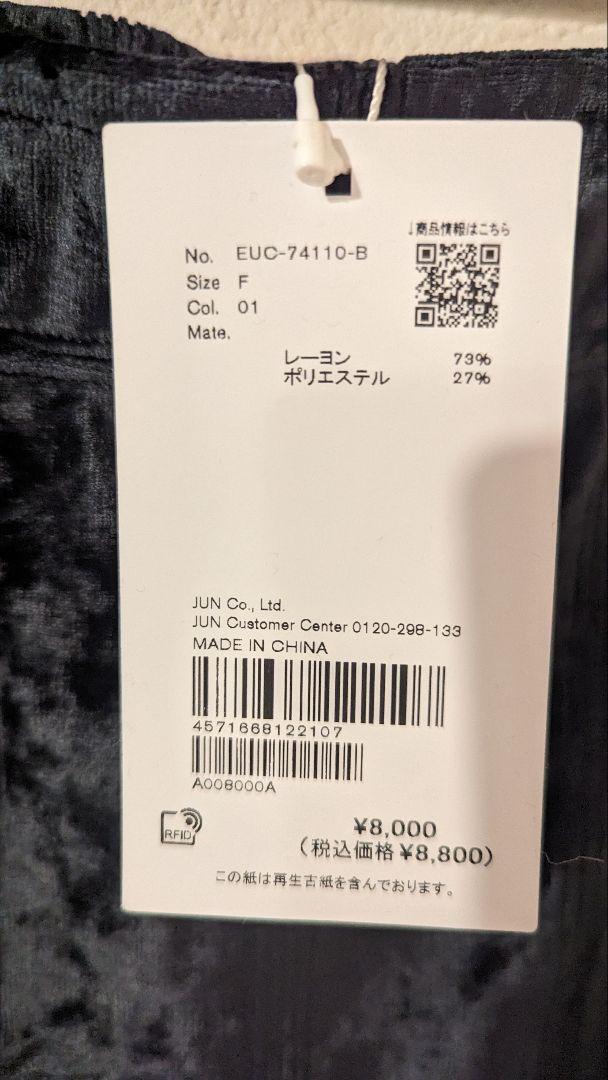 ↓商品情報はこちら
No. EUC-74110-B
Size F
Col. 01
Mate.
レーヨン 73%
ポリエステル 27%
JUN Co., Ltd.
JUN Customer Center 0120-298-133
MADE IN CHINA
4571668122107
A008000A
RFID
¥8,000
(税込価格¥8,800)
この紙は再生古紙を含んでおります。